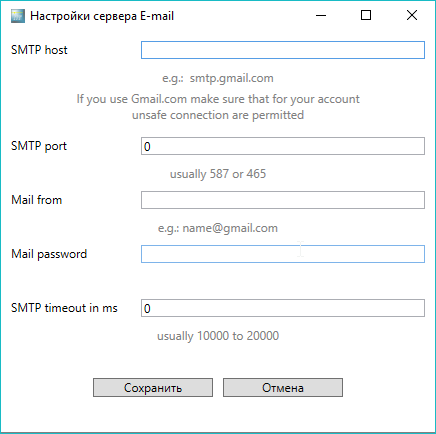 Настройки сервера E-mail
SMTP host
e.g.: smtp.gmail.com
If you use Gmail.com make sure that for your account
unsafe connection are permitted
SMTP port 0
usually 587 or 465
Mail from
e.g.: name@gmail.com
Mail password
SMTP timeout in ms 0
usually 10000 to 20000
Сохранить Отмена